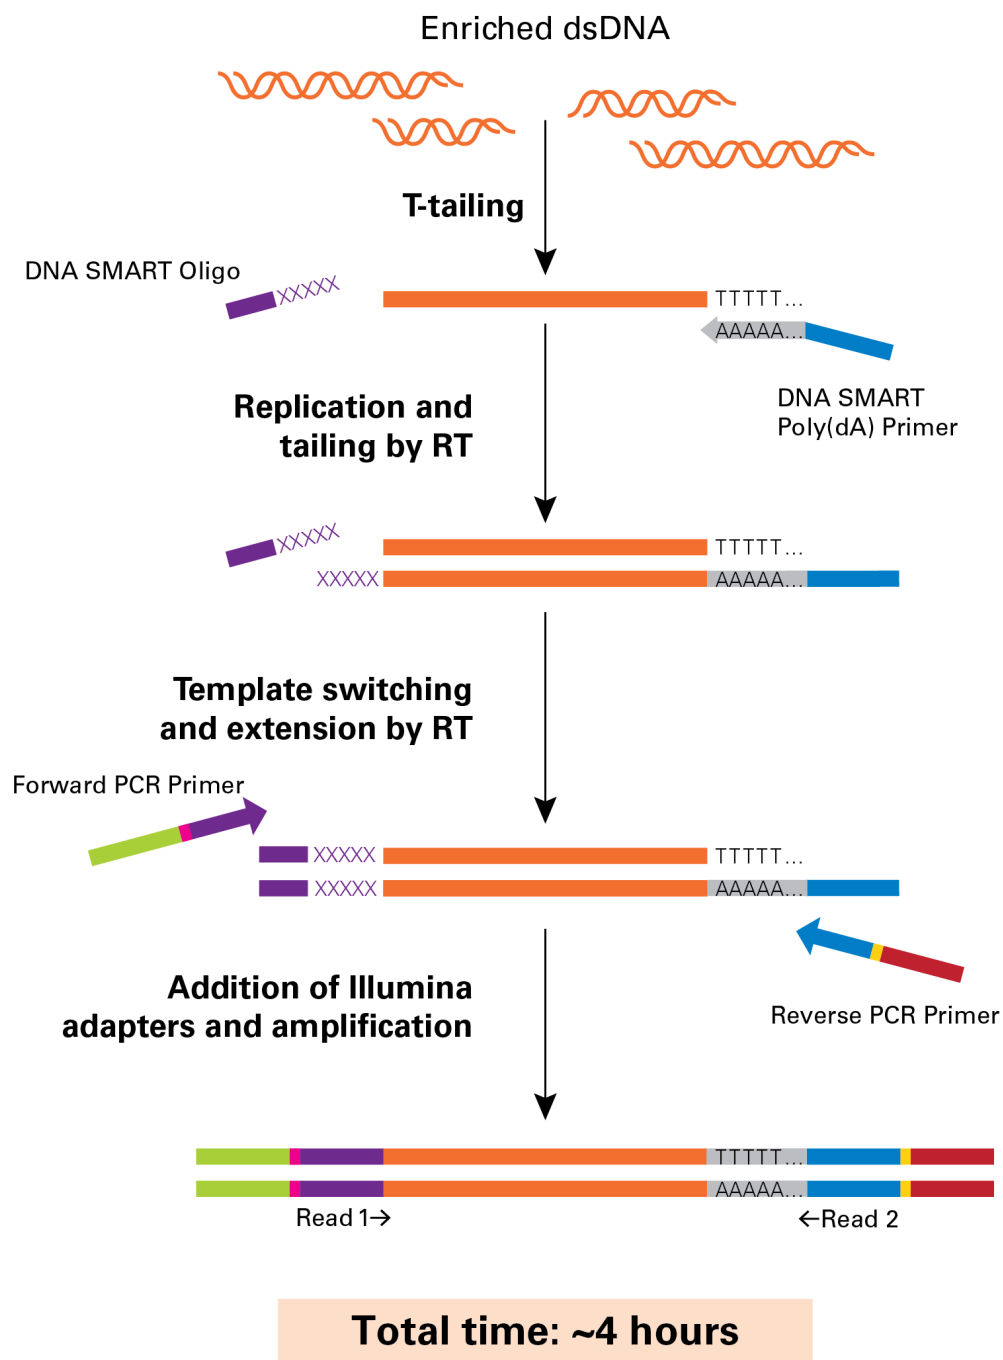 Enriched dsDNA
T-tailing
DNA SMART Oligo
XXXXX
TTTTT...
AAAAA...
DNA SMART
Poly(dA) Primer
Replication and
tailing by RT
XXXXX
TTTTT...
XXXXX
AAAAA...
Template switching
and extension by RT
Forward PCR Primer
XXXXX
TTTTT...
XXXXX
AAAAA...
Addition of Illumina
adapters and amplification
Reverse PCR Primer
TTTTT...
AAAAA...
Read 1→
←Read 2
Total time: ~4 hours